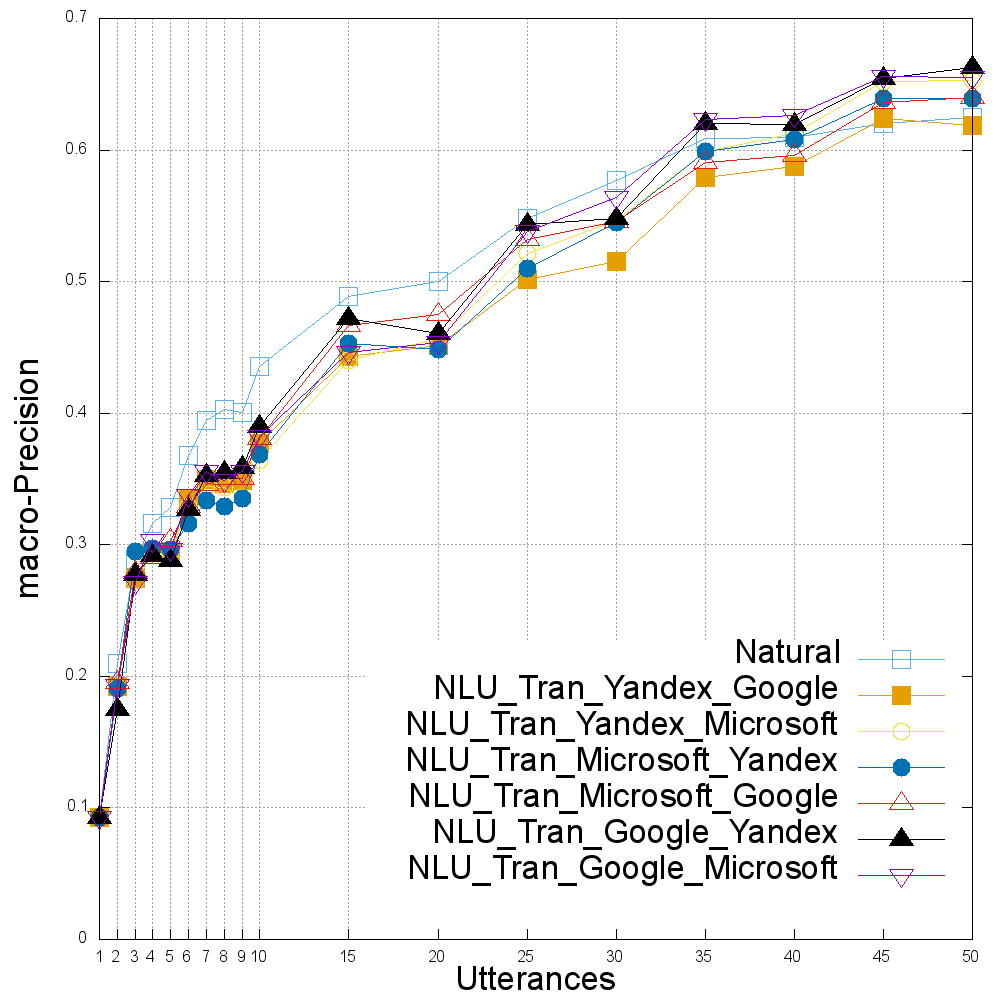 0.7
0.6
0.5
0.4
0.3
0.2
0.1
0
macro-Precision
Natural
NLU_Tran_Yandex_Google
NLU_Tran_Yandex_Microsoft
NLU_Tran_Microsoft_Yandex
NLU_Tran_Microsoft_Google
NLU_Tran_Google_Yandex
NLU_Tran_Google_Microsoft
1 2 3 4 5 6 7 8 9 10 15 20 25 30 35 40 45 50
Utterances